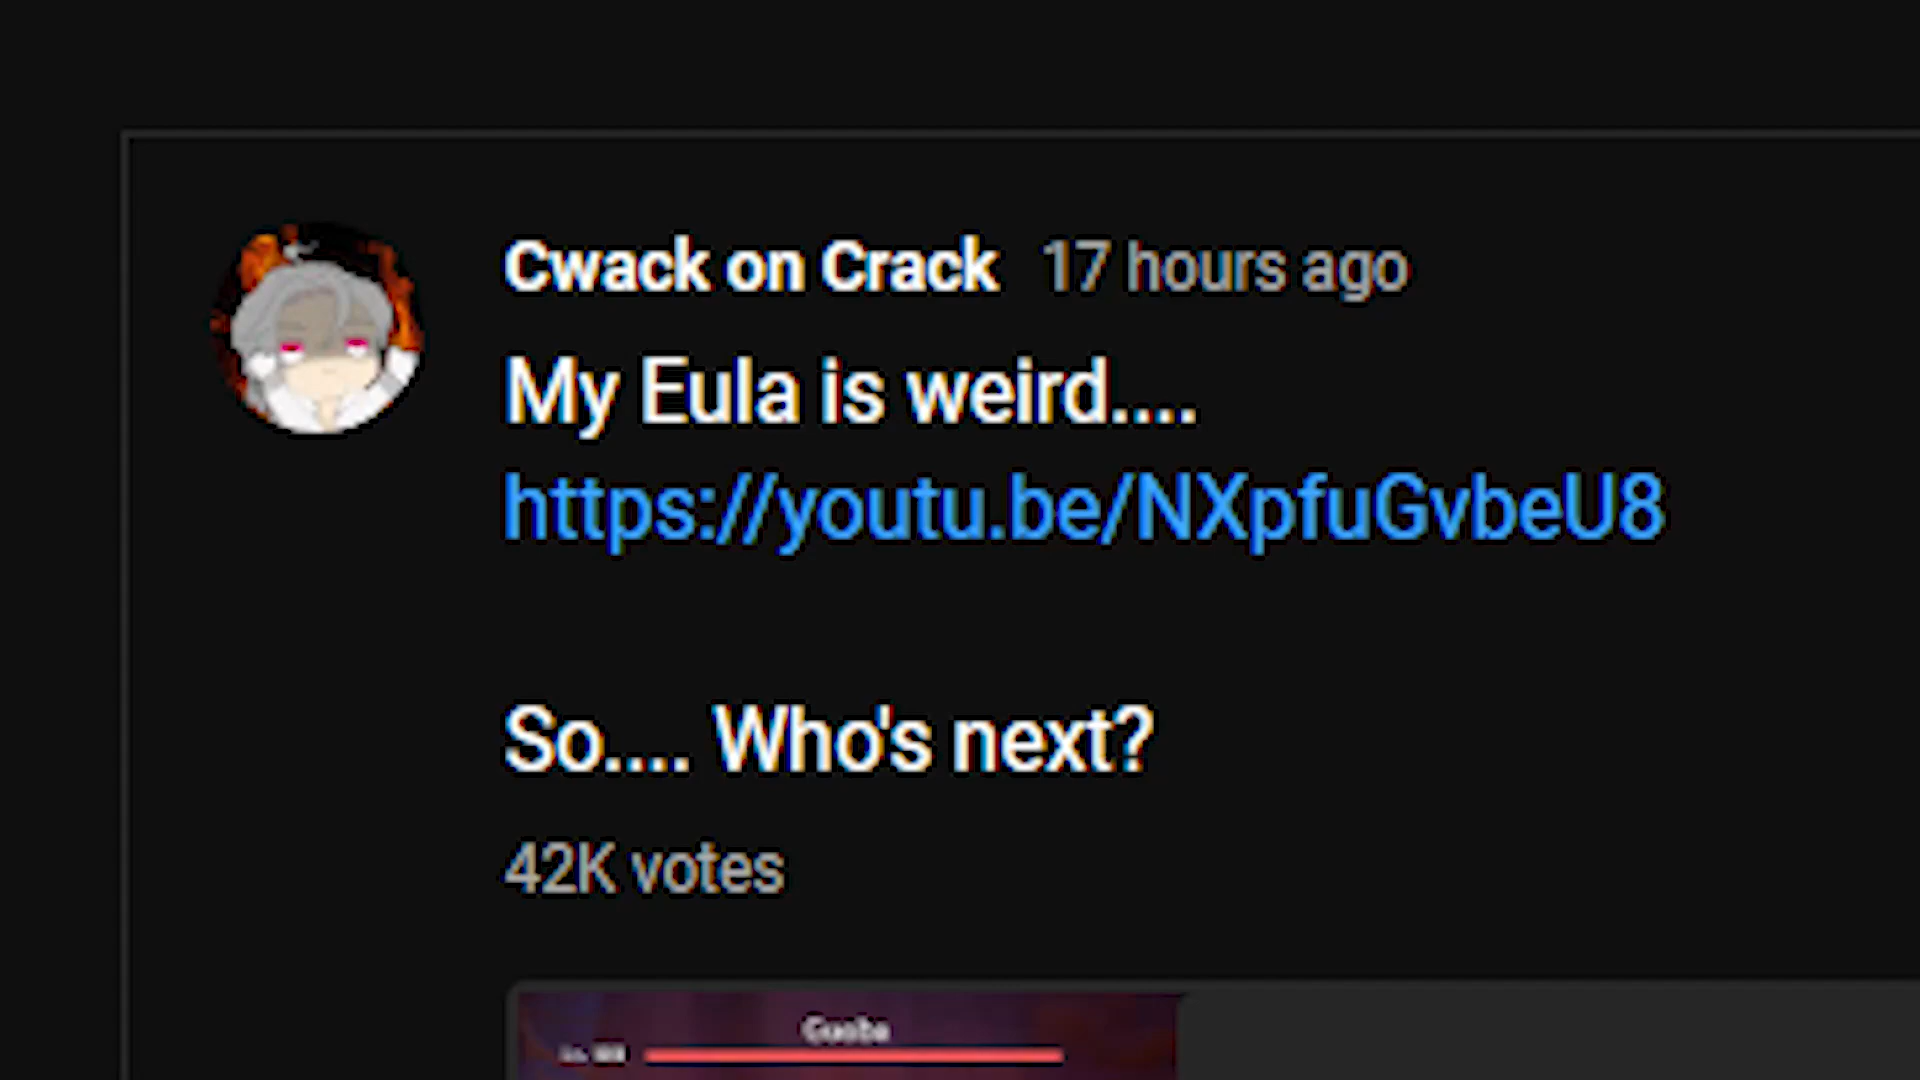 Cwack on Crack 17 hours ago
My Eula is weird....
https://youtu.be/NXpfuGvbeU8
So.... Who's next?
42K votes
Guoba